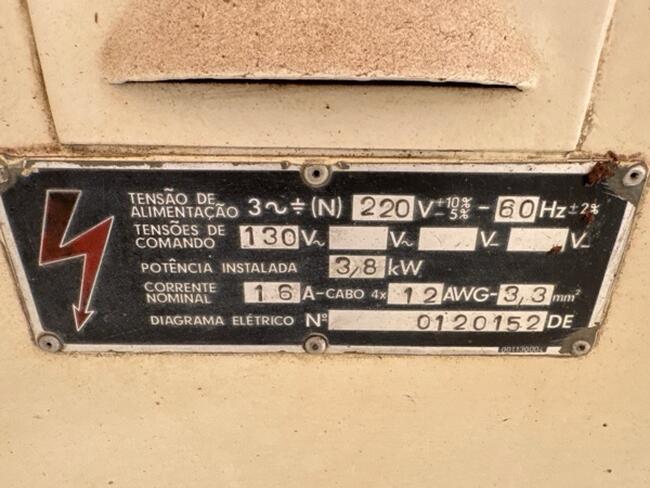 TENSÃO DE ALIMENTAÇÃO 3~÷(N) 220 V +10% -5% - 60 Hz ±2%
TENSÕES DE COMANDO 130 V~ V~ V- V-
POTÊNCIA INSTALADA 3,8 kW
CORRENTE NOMINAL 16 A-CABO 4x 12 AWG-3,3 mm²
DIAGRAMA ELÉTRICO Nº 0120152 DE